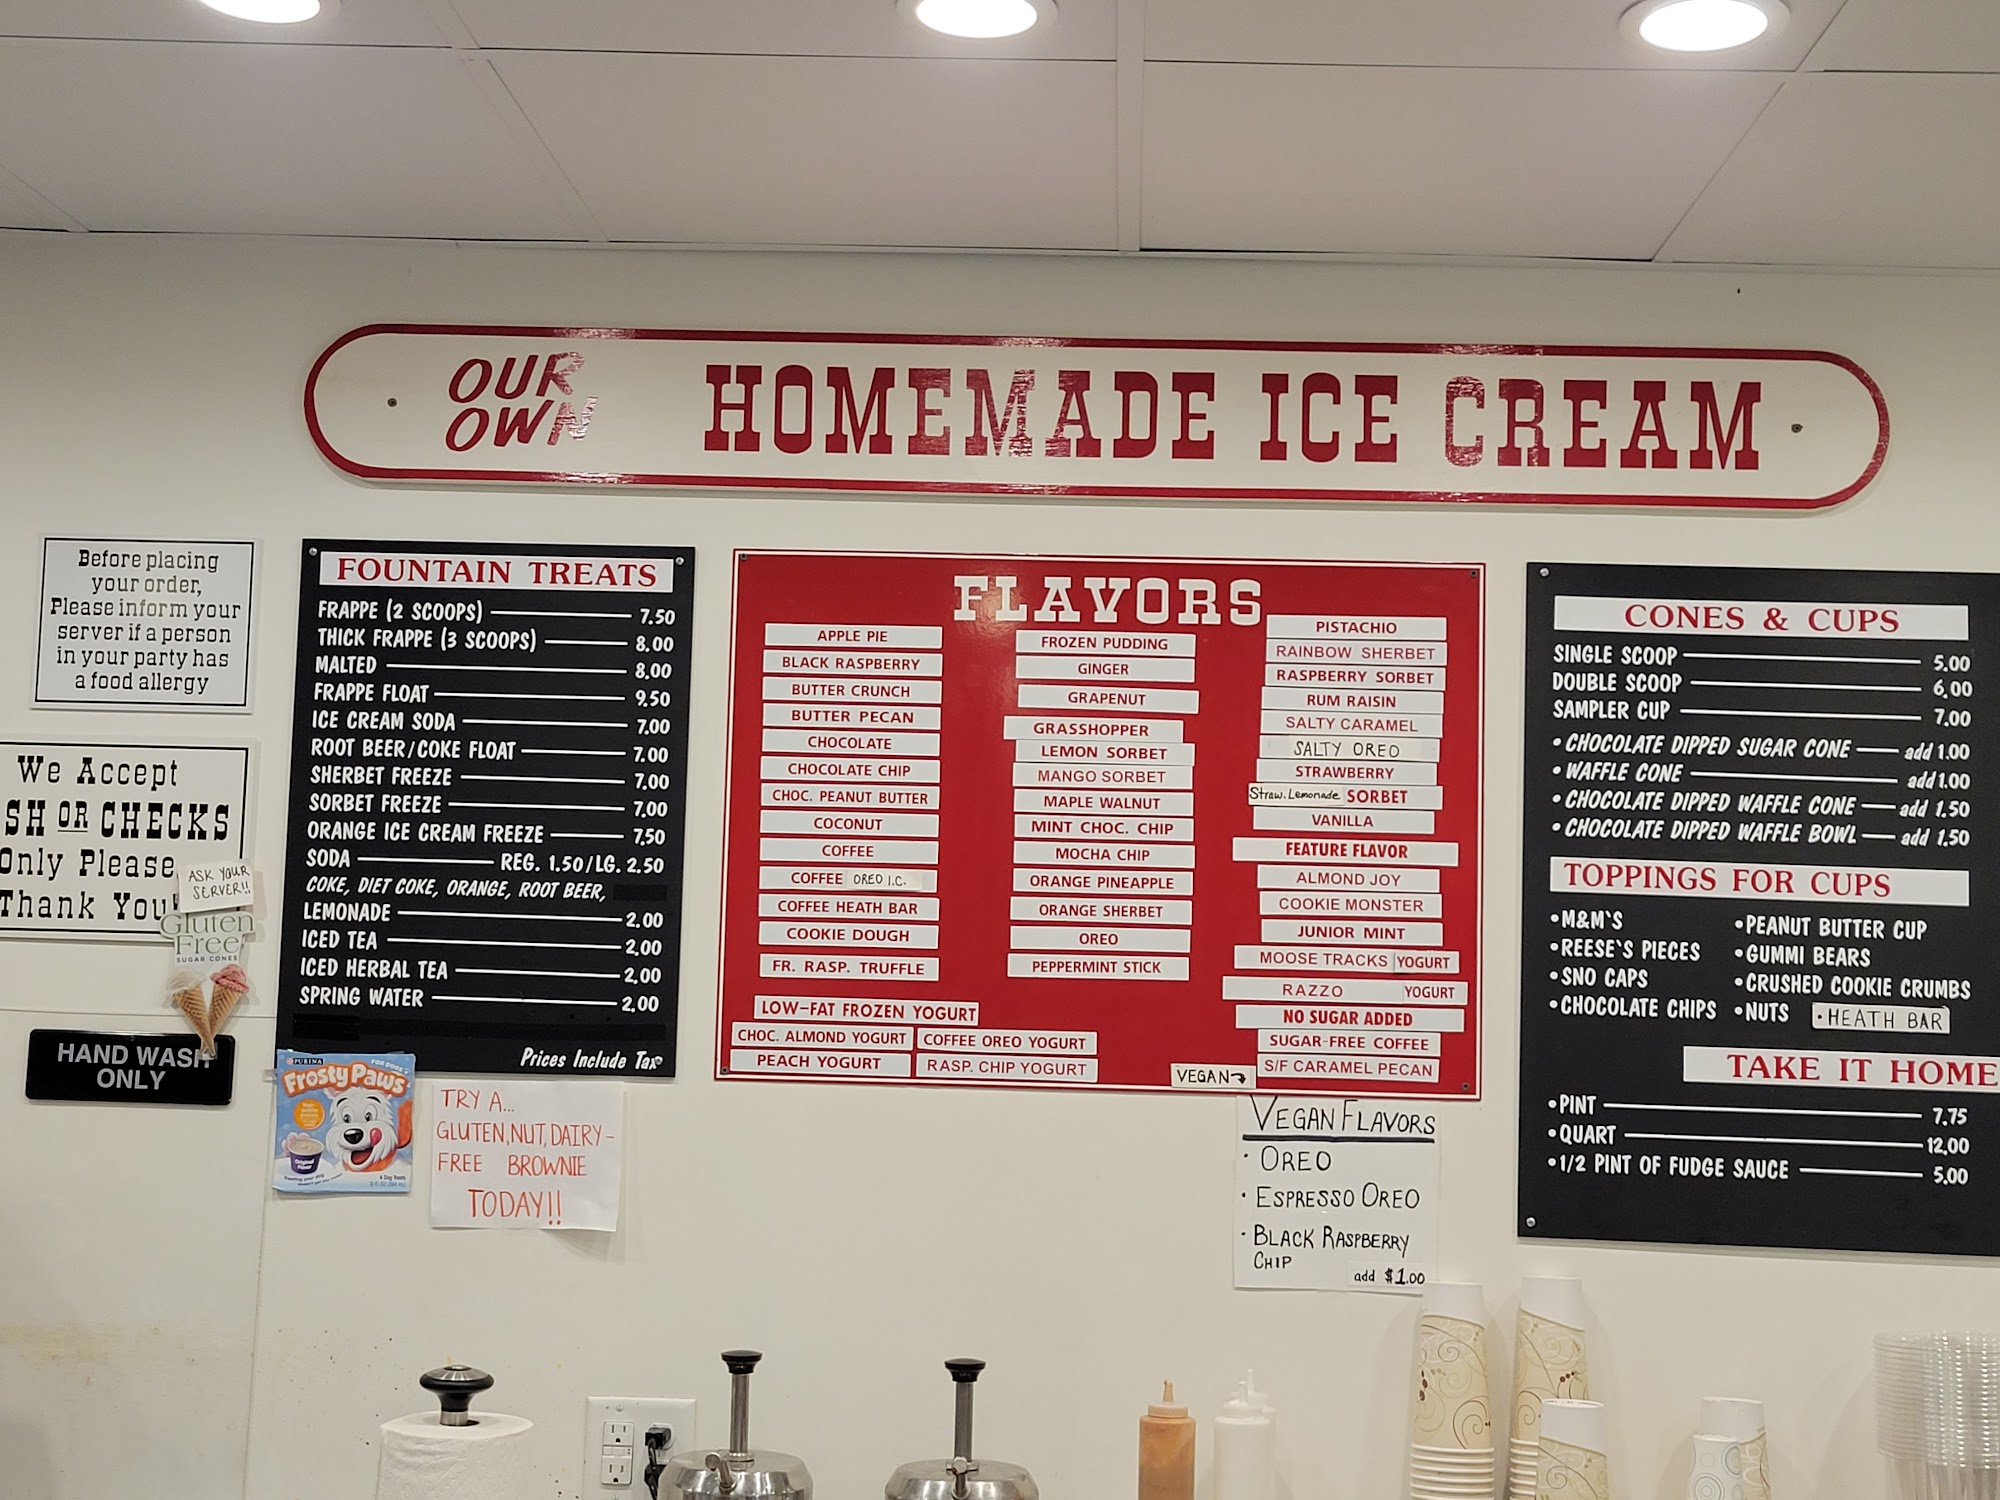 OUR
OWN
HOMEMADE ICE CREAM
Before placing
your order,
Please inform your
server if a person
in your party has
a food allergy
We Accept
SH OR CHECKS
Only Please
Thank You!
ASK YOUR
SERVER!!
Gluten
Free
SUGAR CONES
HAND WASH
ONLY
FOUNTAIN TREATS
FRAPPE (2 SCOOPS) 7.50
THICK FRAPPE (3 SCOOPS) 8.00
MALTED 8.00
FRAPPE FLOAT 9.50
ICE CREAM SODA 7.00
ROOT BEER/COKE FLOAT 7.00
SHERBET FREEZE 7.00
SORBET FREEZE 7.00
ORANGE ICE CREAM FREEZE 7.50
SODA REG. 1.50/LG. 2.50
COKE, DIET COKE, ORANGE, ROOT BEER,
LEMONADE 2.00
ICED TEA 2.00
ICED HERBAL TEA 2.00
SPRING WATER 2.00
Prices Include Tax
PURINA
FOR DOGS
Frosty Paws
Original
Flavor
4 Dog Treats
TRY A...
GLUTEN, NUT, DAIRY-
FREE BROWNIE
TODAY!!
FLAVORS
APPLE PIE
BLACK RASPBERRY
BUTTER CRUNCH
BUTTER PECAN
CHOCOLATE
CHOCOLATE CHIP
CHOC. PEANUT BUTTER
COCONUT
COFFEE
COFFEE OREO I.C.
COFFEE HEATH BAR
COOKIE DOUGH
FR. RASP. TRUFFLE
FROZEN PUDDING
GINGER
GRAPENUT
GRASSHOPPER
LEMON SORBET
MANGO SORBET
MAPLE WALNUT
MINT CHOC. CHIP
MOCHA CHIP
ORANGE PINEAPPLE
ORANGE SHERBET
OREO
PEPPERMINT STICK
PISTACHIO
RAINBOW SHERBET
RASPBERRY SORBET
RUM RAISIN
SALTY CARAMEL
SALTY OREO
STRAWBERRY
Straw. Lemonade SORBET
VANILLA
FEATURE FLAVOR
ALMOND JOY
COOKIE MONSTER
JUNIOR MINT
MOOSE TRACKS YOGURT
RAZZO YOGURT
NO SUGAR ADDED
SUGAR-FREE COFFEE
S/F CARAMEL PECAN
LOW-FAT FROZEN YOGURT
CHOC. ALMOND YOGURT COFFEE OREO YOGURT
PEACH YOGURT RASP. CHIP YOGURT
VEGAN
VEGAN FLAVORS
• OREO
• ESPRESSO OREO
• BLACK RASPBERRY
CHIP
add $1.00
CONES & CUPS
SINGLE SCOOP 5.00
DOUBLE SCOOP 6.00
SAMPLER CUP 7.00
• CHOCOLATE DIPPED SUGAR CONE add 1.00
• WAFFLE CONE add 1.00
• CHOCOLATE DIPPED WAFFLE CONE add 1.50
• CHOCOLATE DIPPED WAFFLE BOWL add 1.50
TOPPINGS FOR CUPS
• M&M'S
• REESE'S PIECES
• SNO CAPS
• CHOCOLATE CHIPS
• PEANUT BUTTER CUP
• GUMMI BEARS
• CRUSHED COOKIE CRUMBS
• NUTS • HEATH BAR
TAKE IT HOME
• PINT 7.75
• QUART 12.00
• 1/2 PINT OF FUDGE SAUCE 5.00